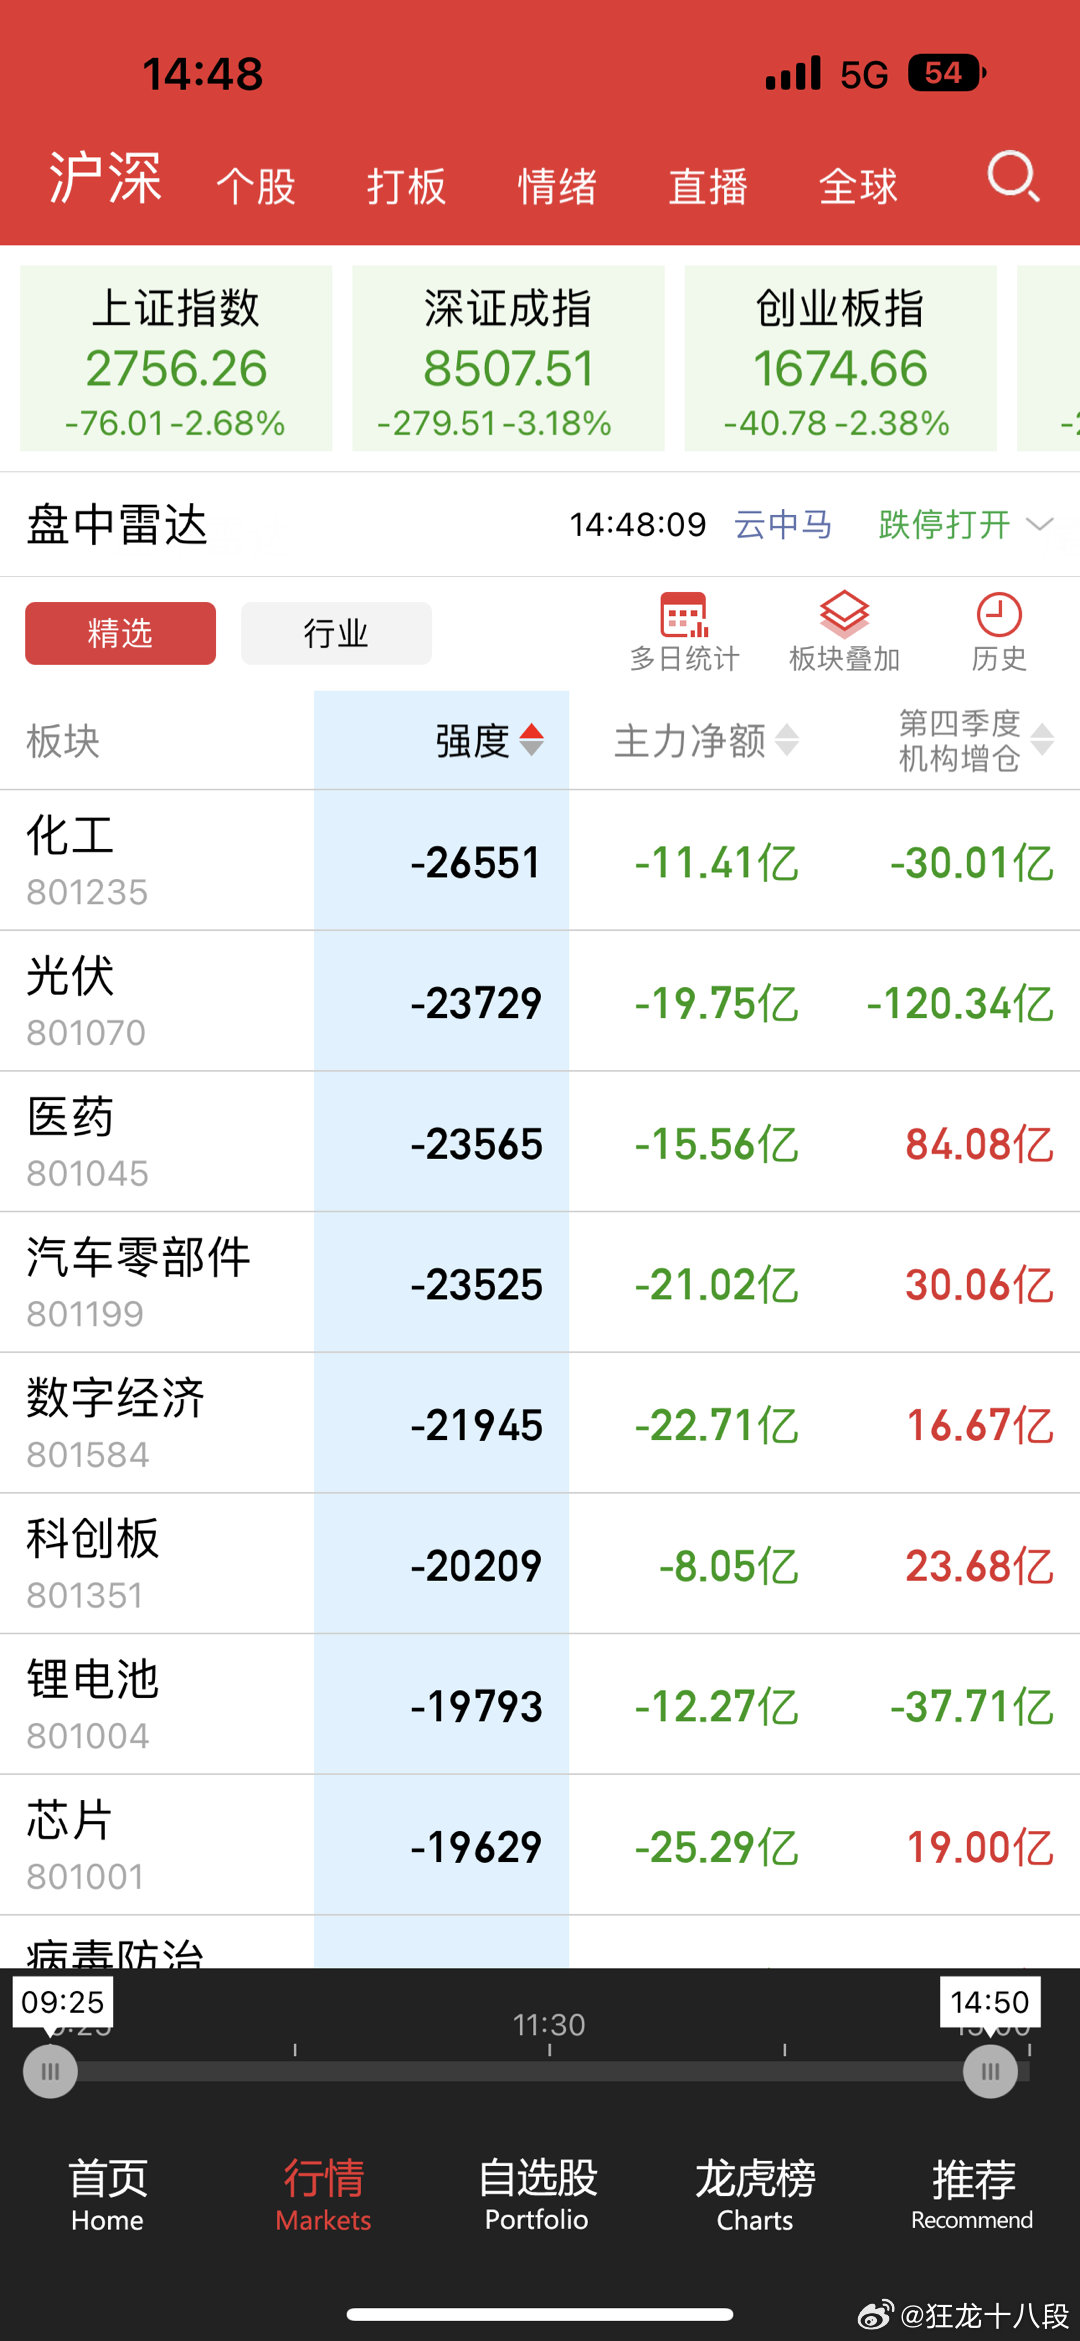 14:48 5G 54
沪深 个股 打板 情绪 直播 全球
上证指数 深证成指 创业板指
2756.26 8507.51 1674.66
-76.01 -2.68% -279.51 -3.18% -40.78 -2.38%
盘中雷达 14:48:09 云中马 跌停打开
精选 行业 多日统计 板块叠加 历史
板块 强度 主力净额 第四季度
机构增仓
化工 -26551 -11.41亿 -30.01亿
801235
光伏 -23729 -19.75亿 -120.34亿
801070
医药 -23565 -15.56亿 84.08亿
801045
汽车零部件 -23525 -21.02亿 30.06亿
801199
数字经济 -21945 -22.71亿 16.67亿
801584
科创板 -20209 -8.05亿 23.68亿
801351
锂电池 -19793 -12.27亿 -37.71亿
801004
芯片 -19629 -25.29亿 19.00亿
801001
病毒防治
09:25 14:50
11:30
首页 行情 自选股 龙虎榜 推荐
Home Markets Portfolio Charts Recommend
@狂龙十八段